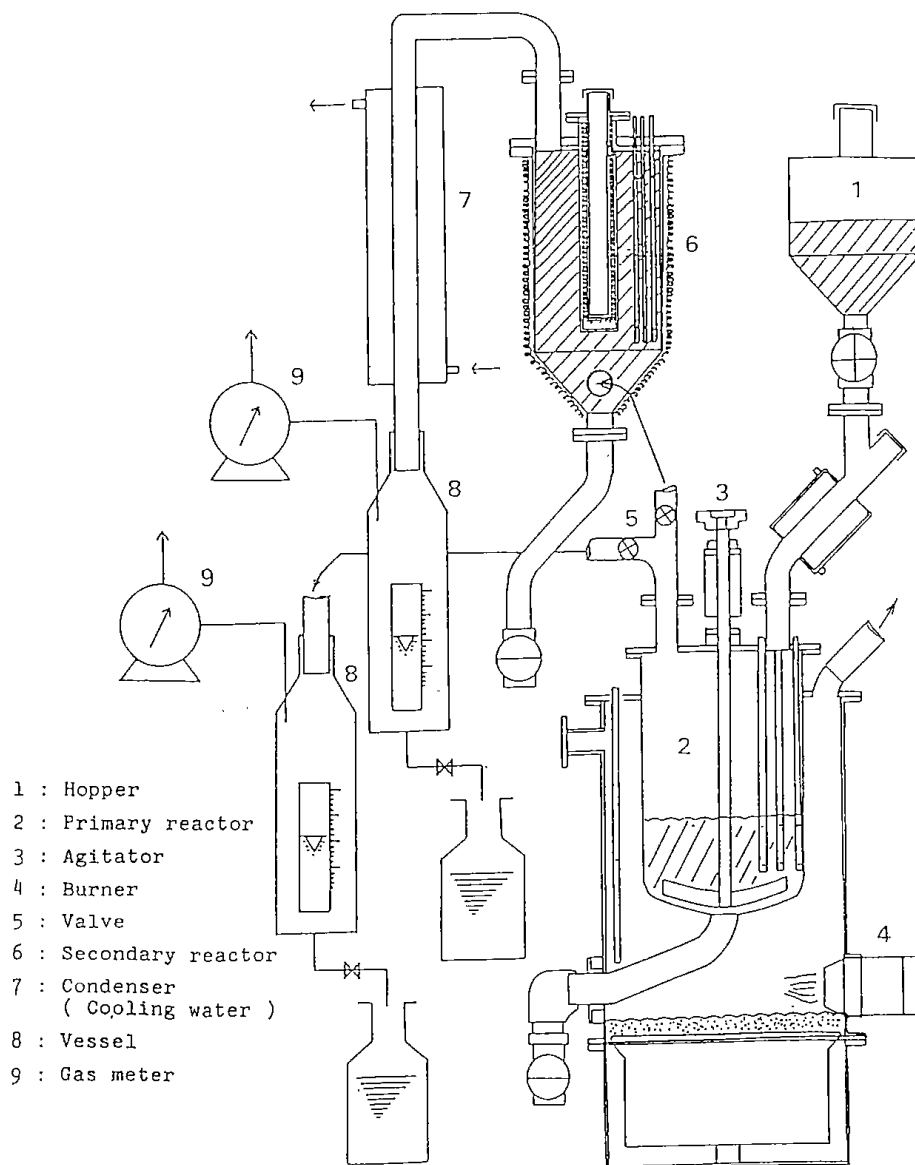 1
7
6
9
8
3
5
9
8
2
4
1 : Hopper
2 : Primary reactor
3 : Agitator
4 : Burner
5 : Valve
6 : Secondary reactor
7 : Condenser
( Cooling water )
8 : Vessel
9 : Gas meter